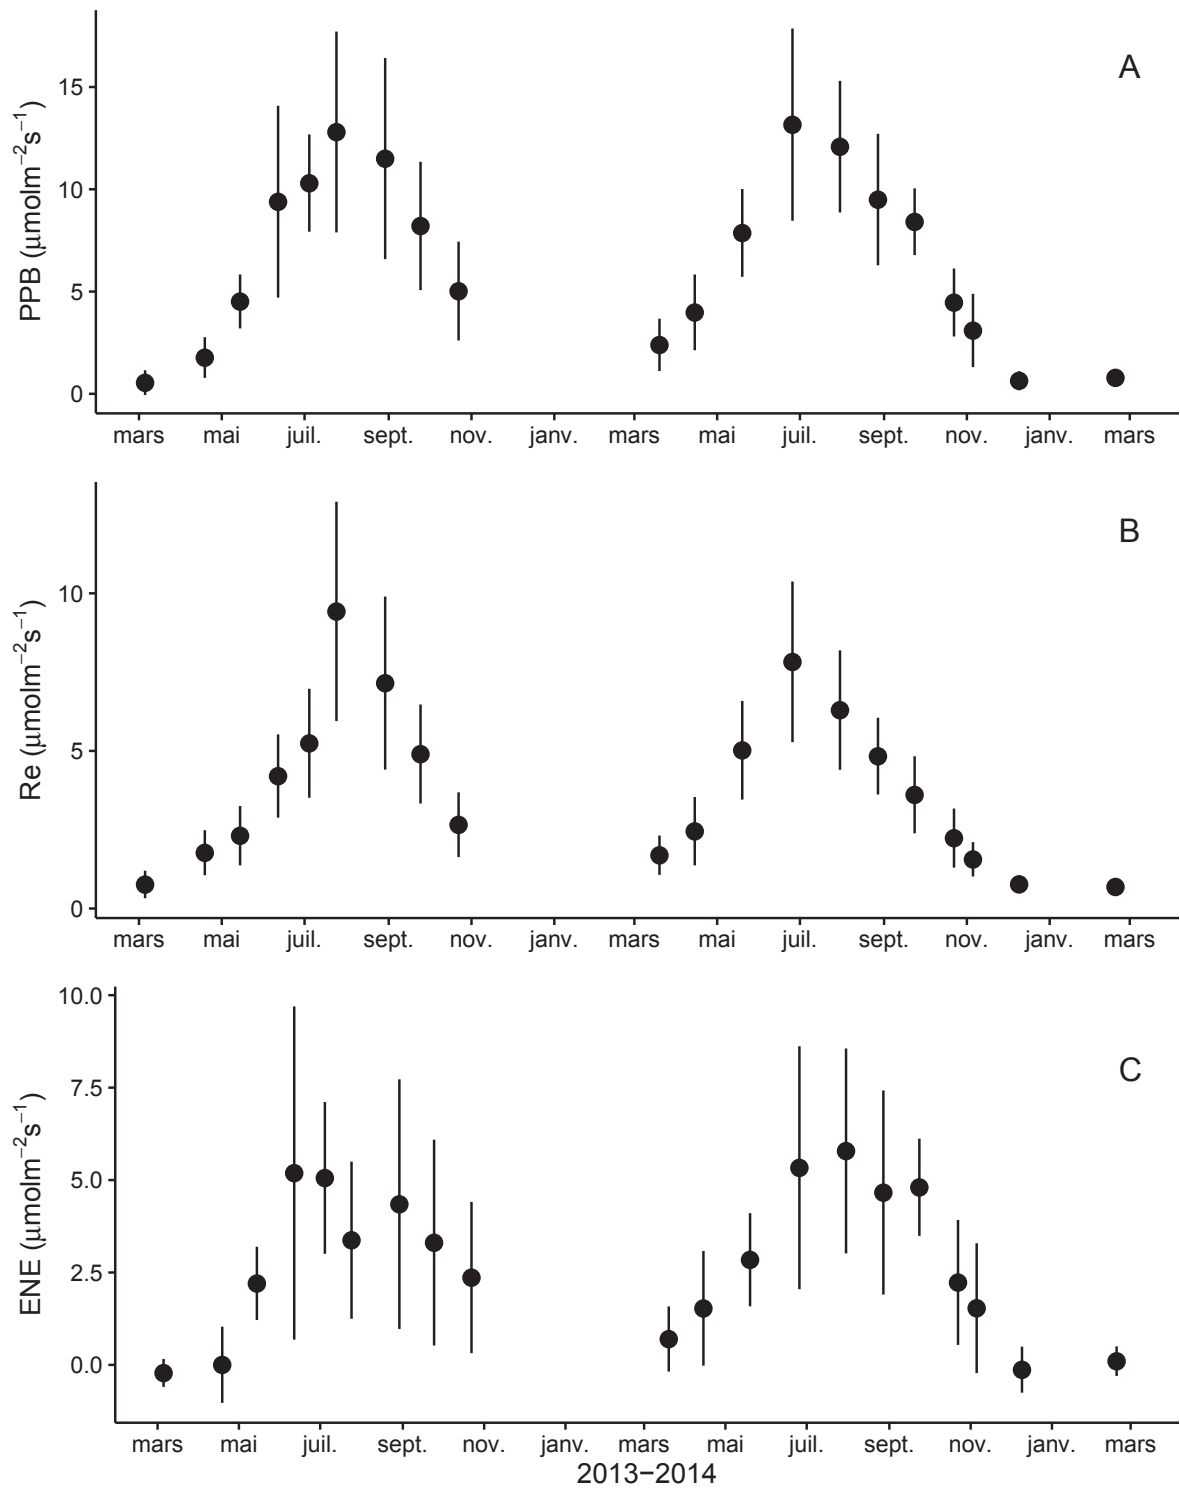 A
PPB (μmolm⁻²s⁻¹)
15
10
5
0
mars mai juil. sept. nov. janv. mars mai juil. sept. nov. janv. mars
B
Re (μmolm⁻²s⁻¹)
10
5
0
mars mai juil. sept. nov. janv. mars mai juil. sept. nov. janv. mars
C
ENE (μmolm⁻²s⁻¹)
10.0
7.5
5.0
2.5
0.0
mars mai juil. sept. nov. janv. mars mai juil. sept. nov. janv. mars
2013−2014